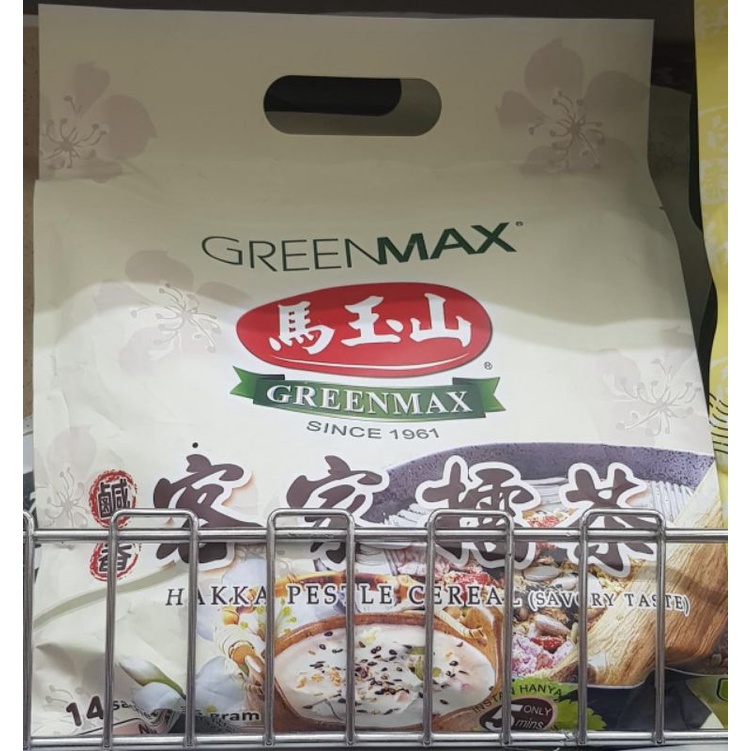 GREENMAX®
馬玉山®
GREENMAX
SINCE 1961
鹹香
客家擂茶
HAKKA PESTLE CEREAL (SAVORY TASTE)
INSTAN HANYA
5 ONLY
mins
14 gram